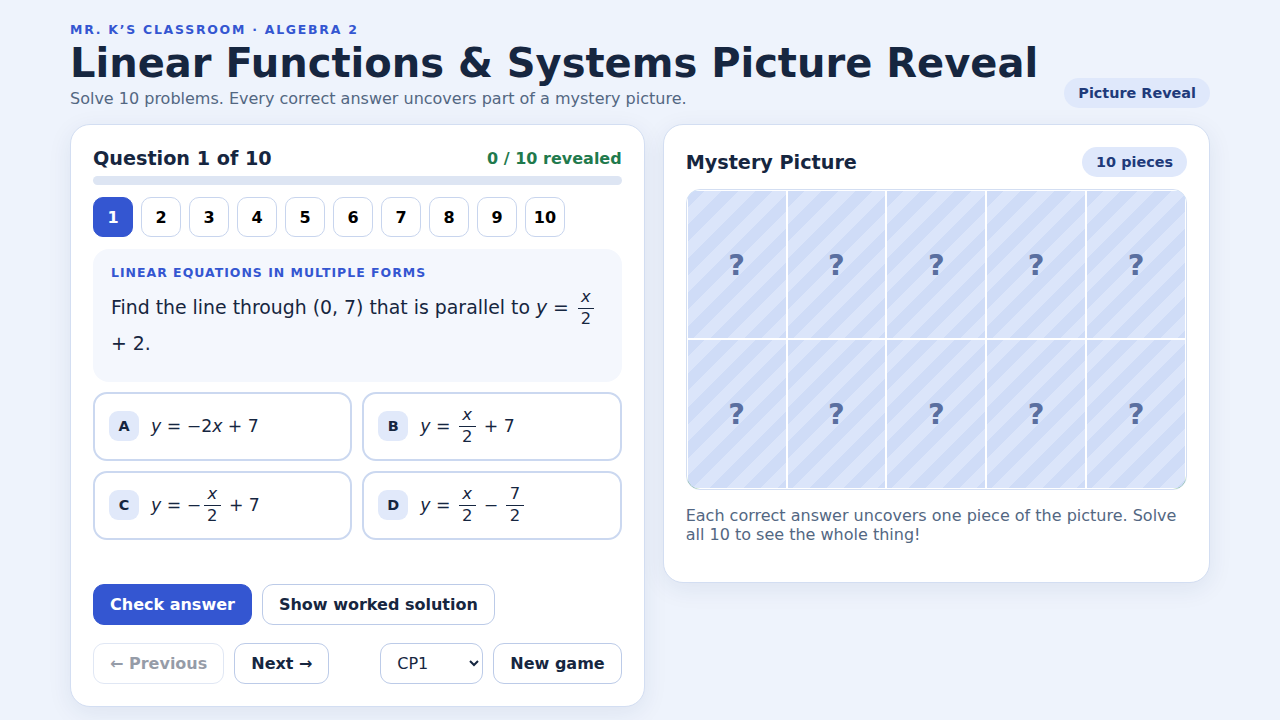 MR. K’S CLASSROOM · ALGEBRA 2
Linear Functions & Systems Picture Reveal
Solve 10 problems. Every correct answer uncovers part of a mystery picture.
Picture Reveal
Question 1 of 10
0 / 10 revealed
1 2 3 4 5 6 7 8 9 10
LINEAR EQUATIONS IN MULTIPLE FORMS
Find the line through (0, 7) that is parallel to y = x/2
+ 2.
A y = −2x + 7
B y = x/2 + 7
C y = −x/2 + 7
D y = x/2 − 7/2
Check answer
Show worked solution
← Previous
Next →
CP1
New game
Mystery Picture
10 pieces
? ? ? ? ?
? ? ? ? ?
Each correct answer uncovers one piece of the picture. Solve
all 10 to see the whole thing!